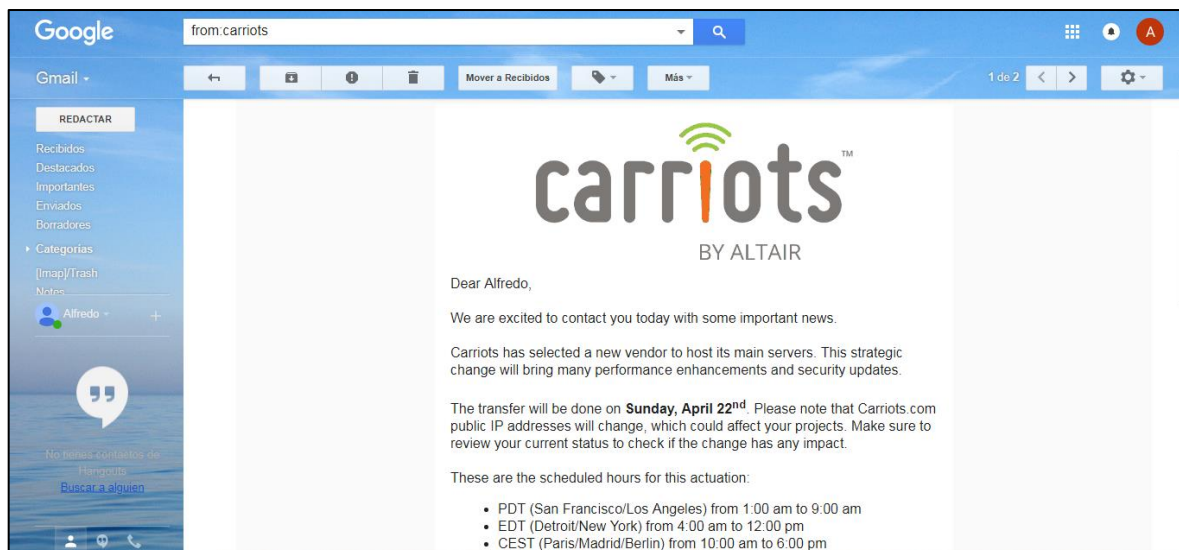 Google
from:carriots
A
Gmail
Mover a Recibidos
Más
1 de 2
REDACTAR
Recibidos
Destacados
Importantes
Enviados
Borradores
Categorías
[Imap]/Trash
Notes
Alfredo
No tienes contactos de
Hangouts
Buscar a alguien
carriots™
BY ALTAIR
Dear Alfredo,
We are excited to contact you today with some important news.
Carriots has selected a new vendor to host its main servers. This strategic
change will bring many performance enhancements and security updates.
The transfer will be done on Sunday, April 22nd. Please note that Carriots.com
public IP addresses will change, which could affect your projects. Make sure to
review your current status to check if the change has any impact.
These are the scheduled hours for this actuation:
• PDT (San Francisco/Los Angeles) from 1:00 am to 9:00 am
• EDT (Detroit/New York) from 4:00 am to 12:00 pm
• CEST (Paris/Madrid/Berlin) from 10:00 am to 6:00 pm